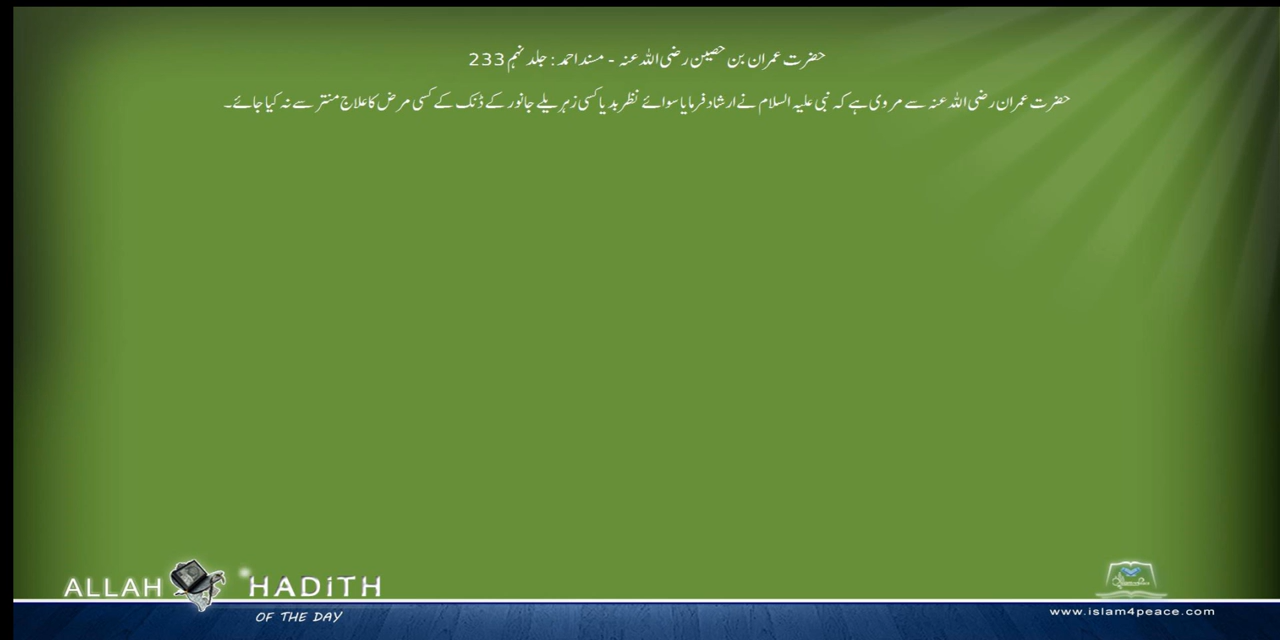 حضرت عمران بن حصین رضی اللہ عنہ - مسند احمد : جلد نہم 233
حضرت عمران رضی اللہ عنہ سے مروی ہے کہ نبی علیہ السلام نے ارشاد فرمایا سوائے نظر بد یا کسی زہریلے جانور کے ڈنک کے کسی مرض کا علاج منتر سے نہ کیا جائے۔
ALLAH HADITH
OF THE DAY
www.islam4peace.com